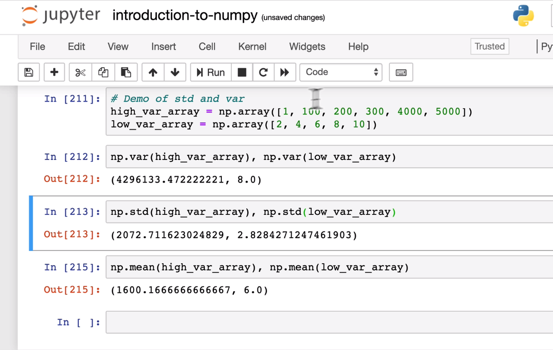 jupyter introduction-to-numpy (unsaved changes)
File Edit View Insert Cell Kernel Widgets Help Trusted Py
Run Code
In [211]: # Demo of std and var
high_var_array = np.array([1, 100, 200, 300, 4000, 5000])
low_var_array = np.array([2, 4, 6, 8, 10])
In [212]: np.var(high_var_array), np.var(low_var_array)
Out[212]: (4296133.472222221, 8.0)
In [213]: np.std(high_var_array), np.std(low_var_array)
Out[213]: (2072.711623024829, 2.8284271247461903)
In [215]: np.mean(high_var_array), np.mean(low_var_array)
Out[215]: (1600.1666666666667, 6.0)
In [ ]: